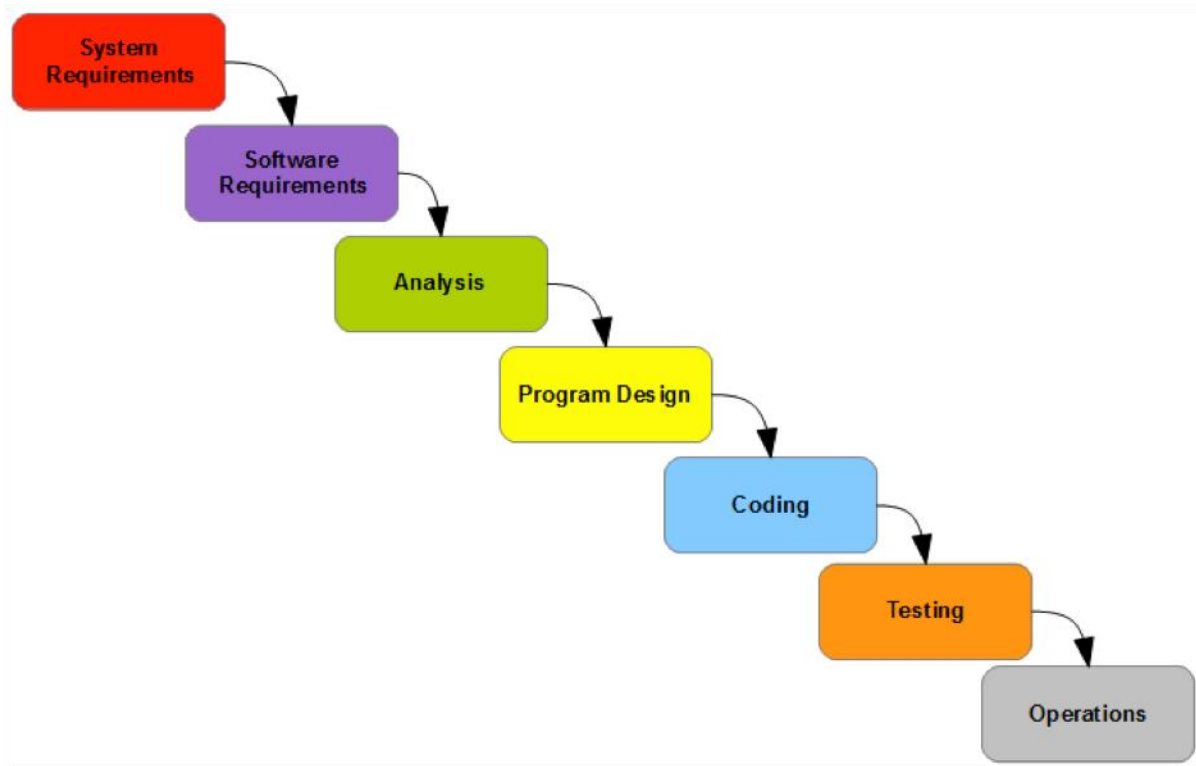 System
Requirements
Software
Requirements
Analysis
Program Design
Coding
Testing
Operations